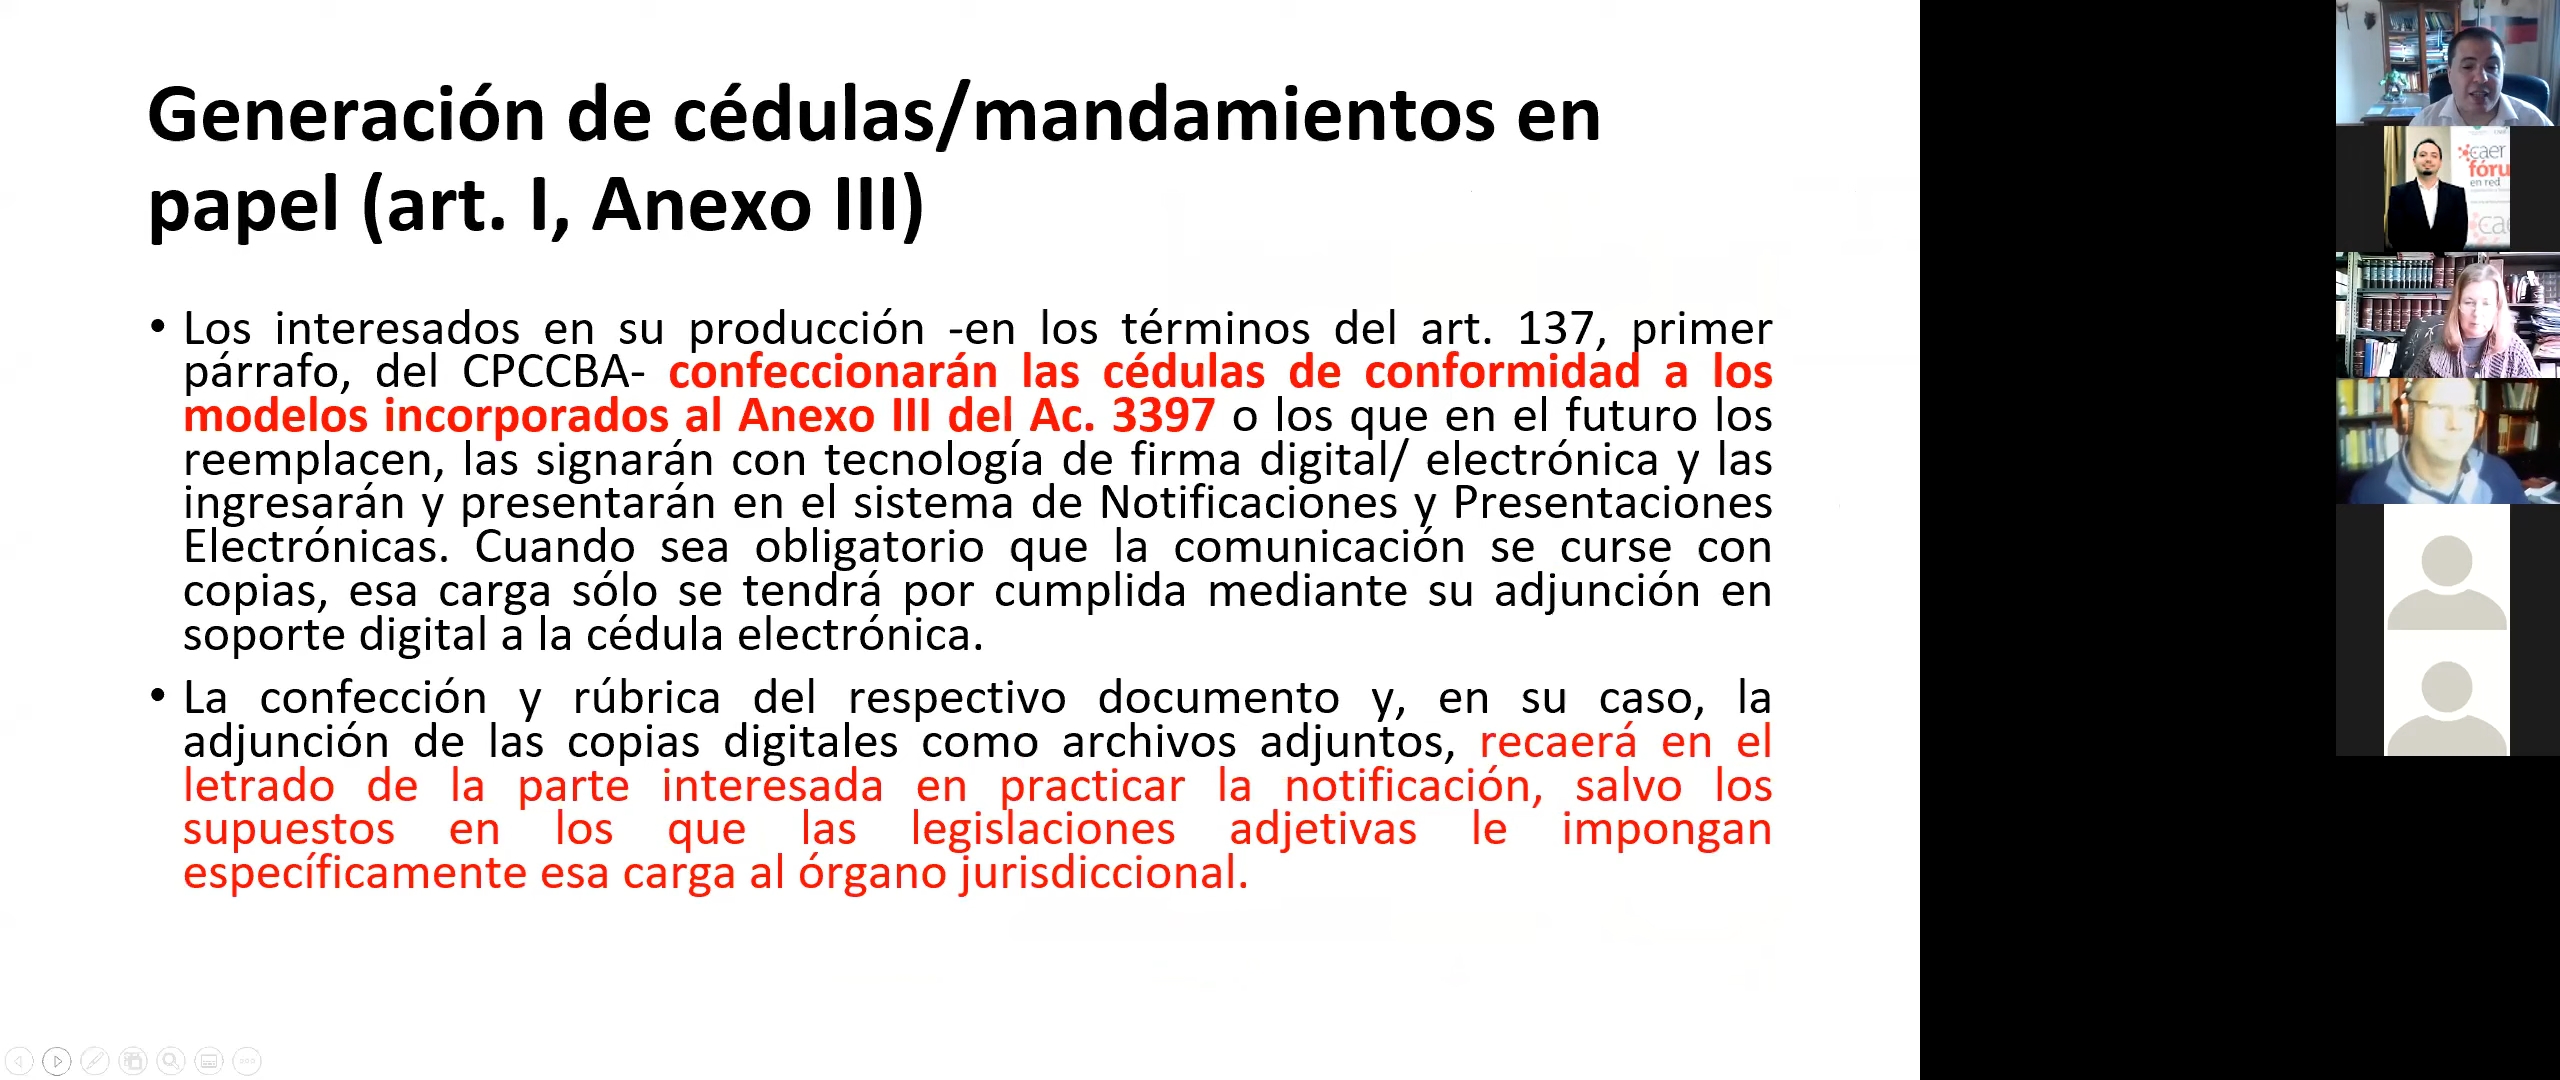 Generación de cédulas/mandamientos en
papel (art. I, Anexo III)
• Los interesados en su producción -en los términos del art. 137, primer
párrafo, del CPCCBA- confeccionarán las cédulas de conformidad a los
modelos incorporados al Anexo III del Ac. 3397 o los que en el futuro los
reemplacen, las signarán con tecnología de firma digital/ electrónica y las
ingresarán y presentarán en el sistema de Notificaciones y Presentaciones
Electrónicas. Cuando sea obligatorio que la comunicación se curse con
copias, esa carga sólo se tendrá por cumplida mediante su adjunción en
soporte digital a la cédula electrónica.
• La confección y rúbrica del respectivo documento y, en su caso, la
adjunción de las copias digitales como archivos adjuntos, recaerá en el
letrado de la parte interesada en practicar la notificación, salvo los
supuestos en los que las legislaciones adjetivas le impongan
específicamente esa carga al órgano jurisdiccional.
caer
fóru
en red
ca